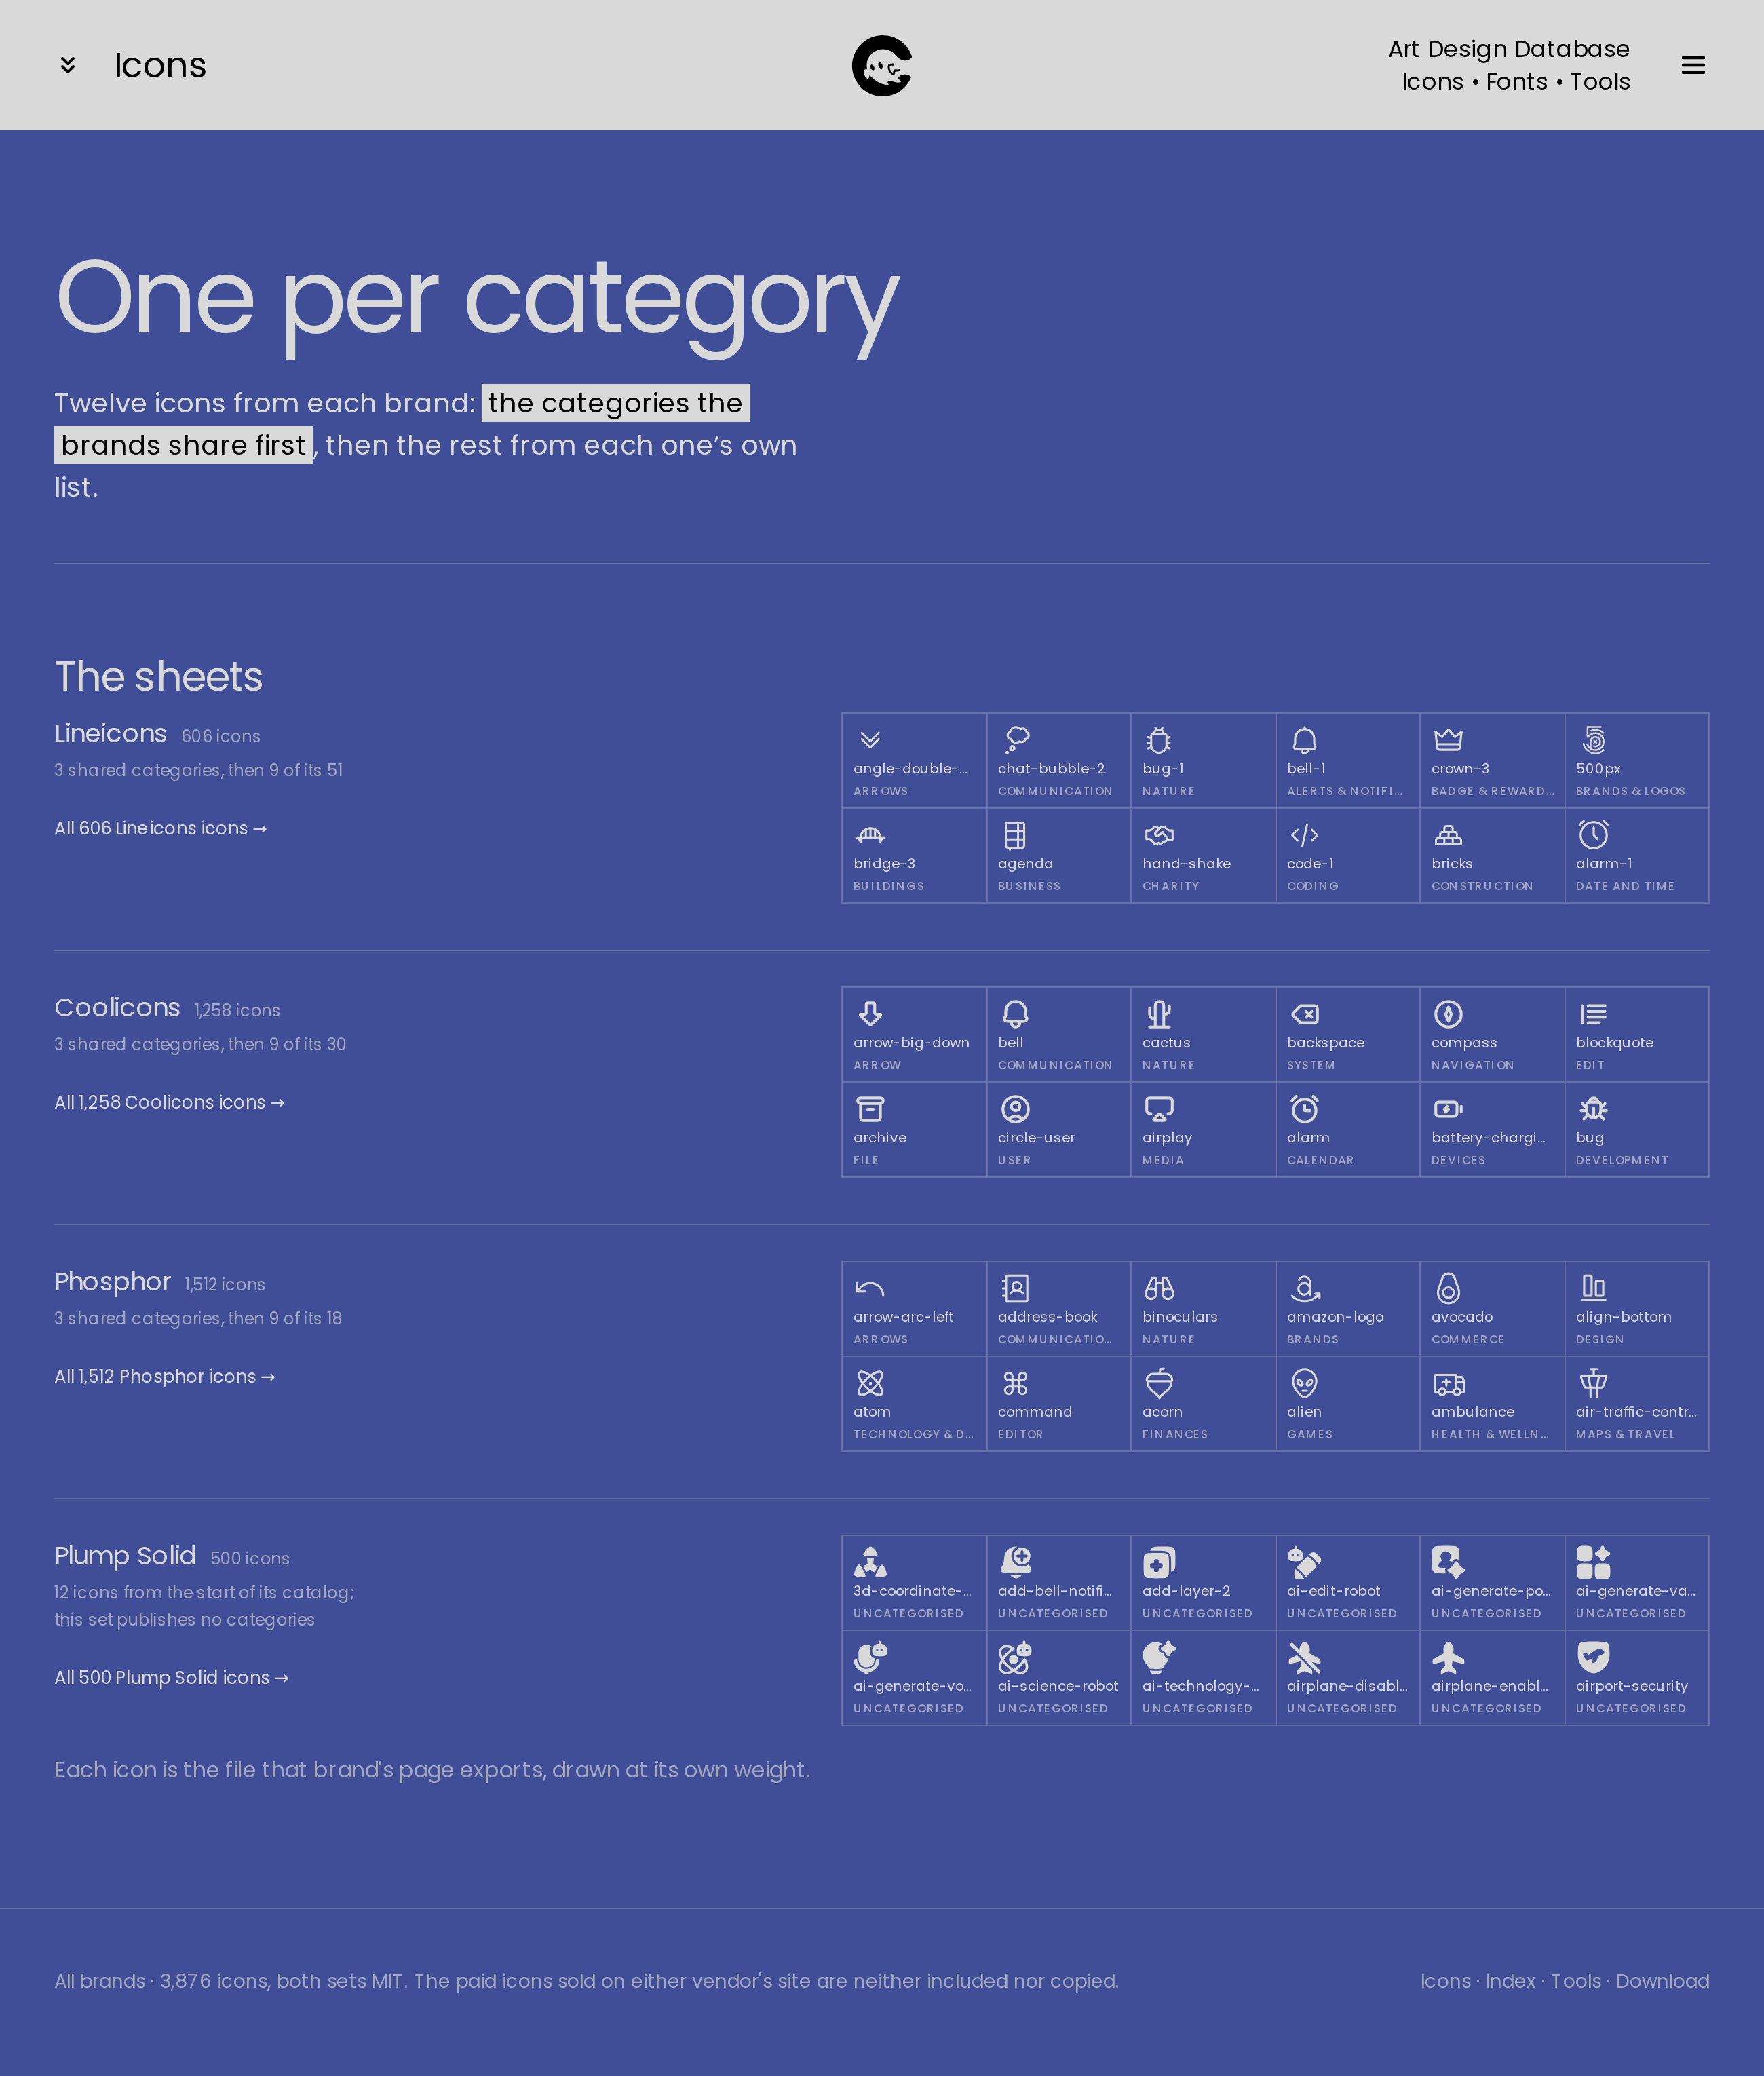 Icons
Art Design Database
Icons • Fonts • Tools
One per category
Twelve icons from each brand: the categories the
brands share first, then the rest from each one’s own
list.
The sheets
Lineicons 606 icons
3 shared categories, then 9 of its 51
All 606 Lineicons icons →
angle-double-...
ARROWS
chat-bubble-2
COMMUNICATION
bug-1
NATURE
bell-1
ALERTS & NOTIFI...
crown-3
BADGE & REWARD...
500px
BRANDS & LOGOS
bridge-3
BUILDINGS
agenda
BUSINESS
hand-shake
CHARITY
code-1
CODING
bricks
CONSTRUCTION
alarm-1
DATE AND TIME
Coolicons 1,258 icons
3 shared categories, then 9 of its 30
All 1,258 Coolicons icons →
arrow-big-down
ARROW
bell
COMMUNICATION
cactus
NATURE
backspace
SYSTEM
compass
NAVIGATION
blockquote
EDIT
archive
FILE
circle-user
USER
airplay
MEDIA
alarm
CALENDAR
battery-chargi...
DEVICES
bug
DEVELOPMENT
Phosphor 1,512 icons
3 shared categories, then 9 of its 18
All 1,512 Phosphor icons →
arrow-arc-left
ARROWS
address-book
COMMUNICATIO...
binoculars
NATURE
amazon-logo
BRANDS
avocado
COMMERCE
align-bottom
DESIGN
atom
TECHNOLOGY & D...
command
EDITOR
acorn
FINANCES
alien
GAMES
ambulance
HEALTH & WELLN...
air-traffic-contr...
MAPS & TRAVEL
Plump Solid 500 icons
12 icons from the start of its catalog;
this set publishes no categories
All 500 Plump Solid icons →
3d-coordinate-...
UNCATEGORISED
add-bell-notifi...
UNCATEGORISED
add-layer-2
UNCATEGORISED
ai-edit-robot
UNCATEGORISED
ai-generate-po...
UNCATEGORISED
ai-generate-va...
UNCATEGORISED
ai-generate-vo...
UNCATEGORISED
ai-science-robot
UNCATEGORISED
ai-technology-...
UNCATEGORISED
airplane-disabl...
UNCATEGORISED
airplane-enabl...
UNCATEGORISED
airport-security
UNCATEGORISED
Each icon is the file that brand's page exports, drawn at its own weight.
All brands · 3,876 icons, both sets MIT. The paid icons sold on either vendor's site are neither included nor copied.
Icons · Index · Tools · Download